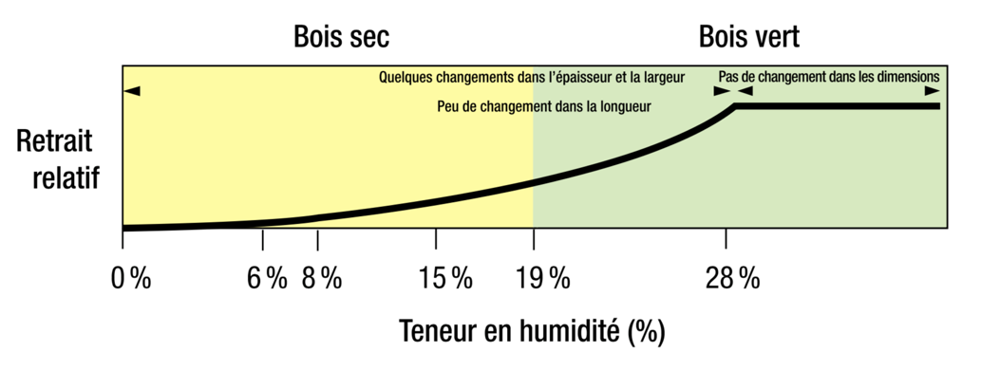 Bois sec
Bois vert
Quelques changements dans l'épaisseur et la largeur
Pas de changement dans les dimensions
Peu de changement dans la longueur
Retrait
relatif
0 %
6 %
8 %
15 %
19 %
28 %
Teneur en humidité (%)